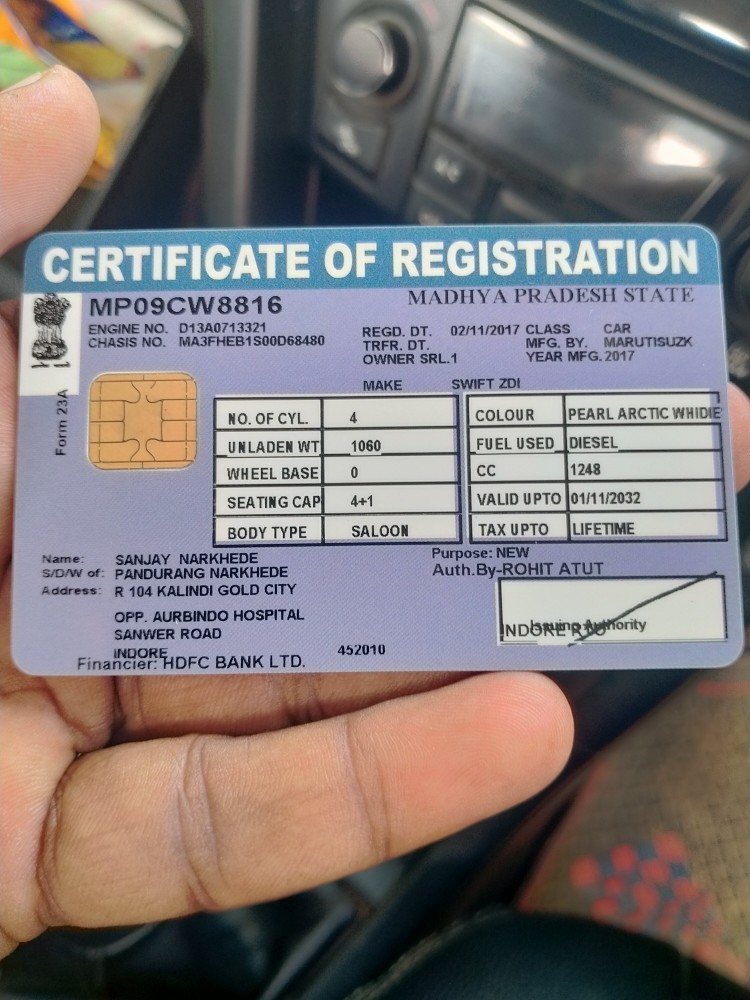 CERTIFICATE OF REGISTRATION
MP09CW8816
MADHYA PRADESH STATE
ENGINE NO. D13A0713321
CHASIS NO. MA3FHEB1S00D68480
REGD. DT. 02/11/2017 CLASS CAR
TRFR. DT. MFG. BY. MARUTISUZK
OWNER SRL.1 YEAR MFG.2017
MAKE SWIFT ZDI
Form 23A
NO. OF CYL. 4 COLOUR PEARL ARCTIC WHIDIE
UNLADEN WT 1060 FUEL USED DIESEL
WHEEL BASE 0 CC 1248
SEATING CAP 4+1 VALID UPTO 01/11/2032
BODY TYPE SALOON TAX UPTO LIFETIME
Name: SANJAY NARKHEDE
S/D/W of: PANDURANG NARKHEDE
Address: R 104 KALINDI GOLD CITY
OPP. AURBINDO HOSPITAL
SANWER ROAD
INDORE 452010
Financier: HDFC BANK LTD.
Purpose: NEW
Auth.By-ROHIT ATUT
Issuing Authority
INDORE RTO